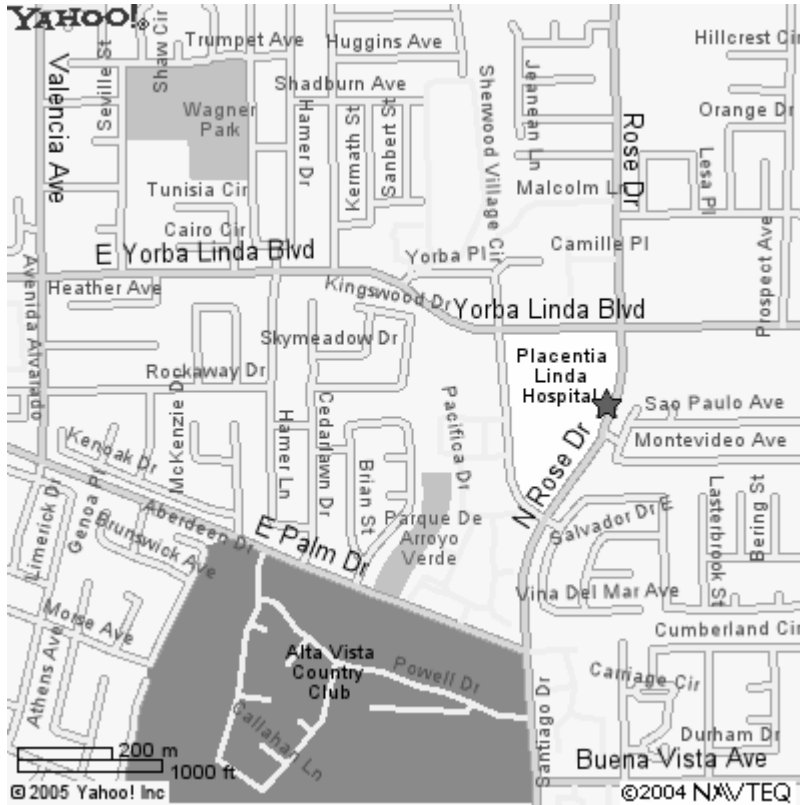 YAHOO!
Shaw Cir
Trumpet Ave
Huggins Ave
Hillcrest Cir
Valencia Ave
Seville St
Shadburn Ave
Sherwood Village Cir
Jeanean Ln
Wagner
Park
Orange Dr
Hamer Dr
Kermath St
Sanbert St
Rose Dr
Lesa Pl
Tunisia Cir
Malcolm Ln
Cairo Cir
Camille Pl
Prospect Ave
E Yorba Linda Blvd
Yorba Pl
Avenida Alvarado
Heather Ave
Kingswood Dr
Yorba Linda Blvd
Skymeadow Dr
Placentia
Linda
Hospital
Rockaway Dr
McKenzie Dr
Sao Paulo Ave
Hamer Ln
Cedarlawn Dr
Pacifica Dr
Montevideo Ave
Kenoak Dr
N Rose Dr
Brian St
Limerick Dr
Genoa Pl
Aberdeen Dr
Lasterbrook St
Bering St
Brunswick Ave
E Palm Dr
Parque De
Arroyo
Verde
Salvador Dr E
Vina Del Mar Ave
Morse Ave
Cumberland Cir
Athens Ave
Alta Vista
Country
Club
Powell Dr
Carriage Cir
Callahan Ln
Santiago Dr
Durham Dr
200 m
1000 ft
Buena Vista Ave
© 2005 Yahoo! Inc
©2004 NAVTEQ